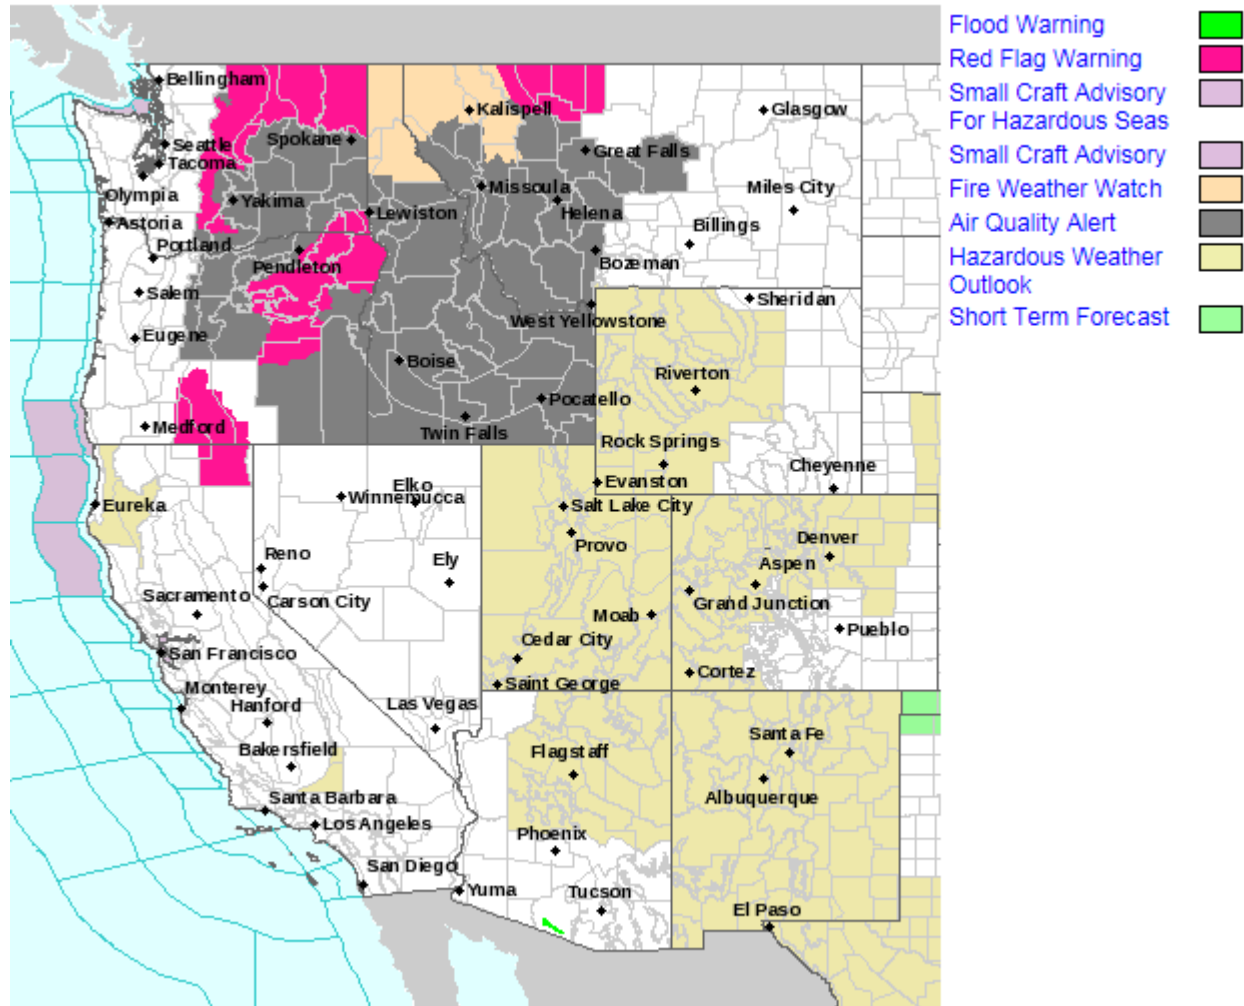 Flood Warning
Red Flag Warning
Small Craft Advisory
For Hazardous Seas
Small Craft Advisory
Fire Weather Watch
Air Quality Alert
Hazardous Weather
Outlook
Short Term Forecast
Bellingham
Kalispell
Glasgow
Seattle
Spokane
Great Falls
Tacoma
Olympia
Missoula
Miles City
Yakima
Lewiston
Helena
Astoria
Portland
Billings
Pendleton
Bozeman
Salem
Sheridan
West Yellowstone
Eugene
Boise
Riverton
Pocatello
Medford
Twin Falls
Rock Springs
Cheyenne
Evanston
Elko
Winnemucca
Eureka
Salt Lake City
Provo
Denver
Reno
Ely
Aspen
Carson City
Grand Junction
Sacramento
Moab
Pueblo
Cedar City
San Francisco
Cortez
Saint George
Monterey
Hanford
Las Vegas
Santa Fe
Bakersfield
Flagstaff
Albuquerque
Santa Barbara
Los Angeles
Phoenix
San Diego
Yuma
Tucson
El Paso